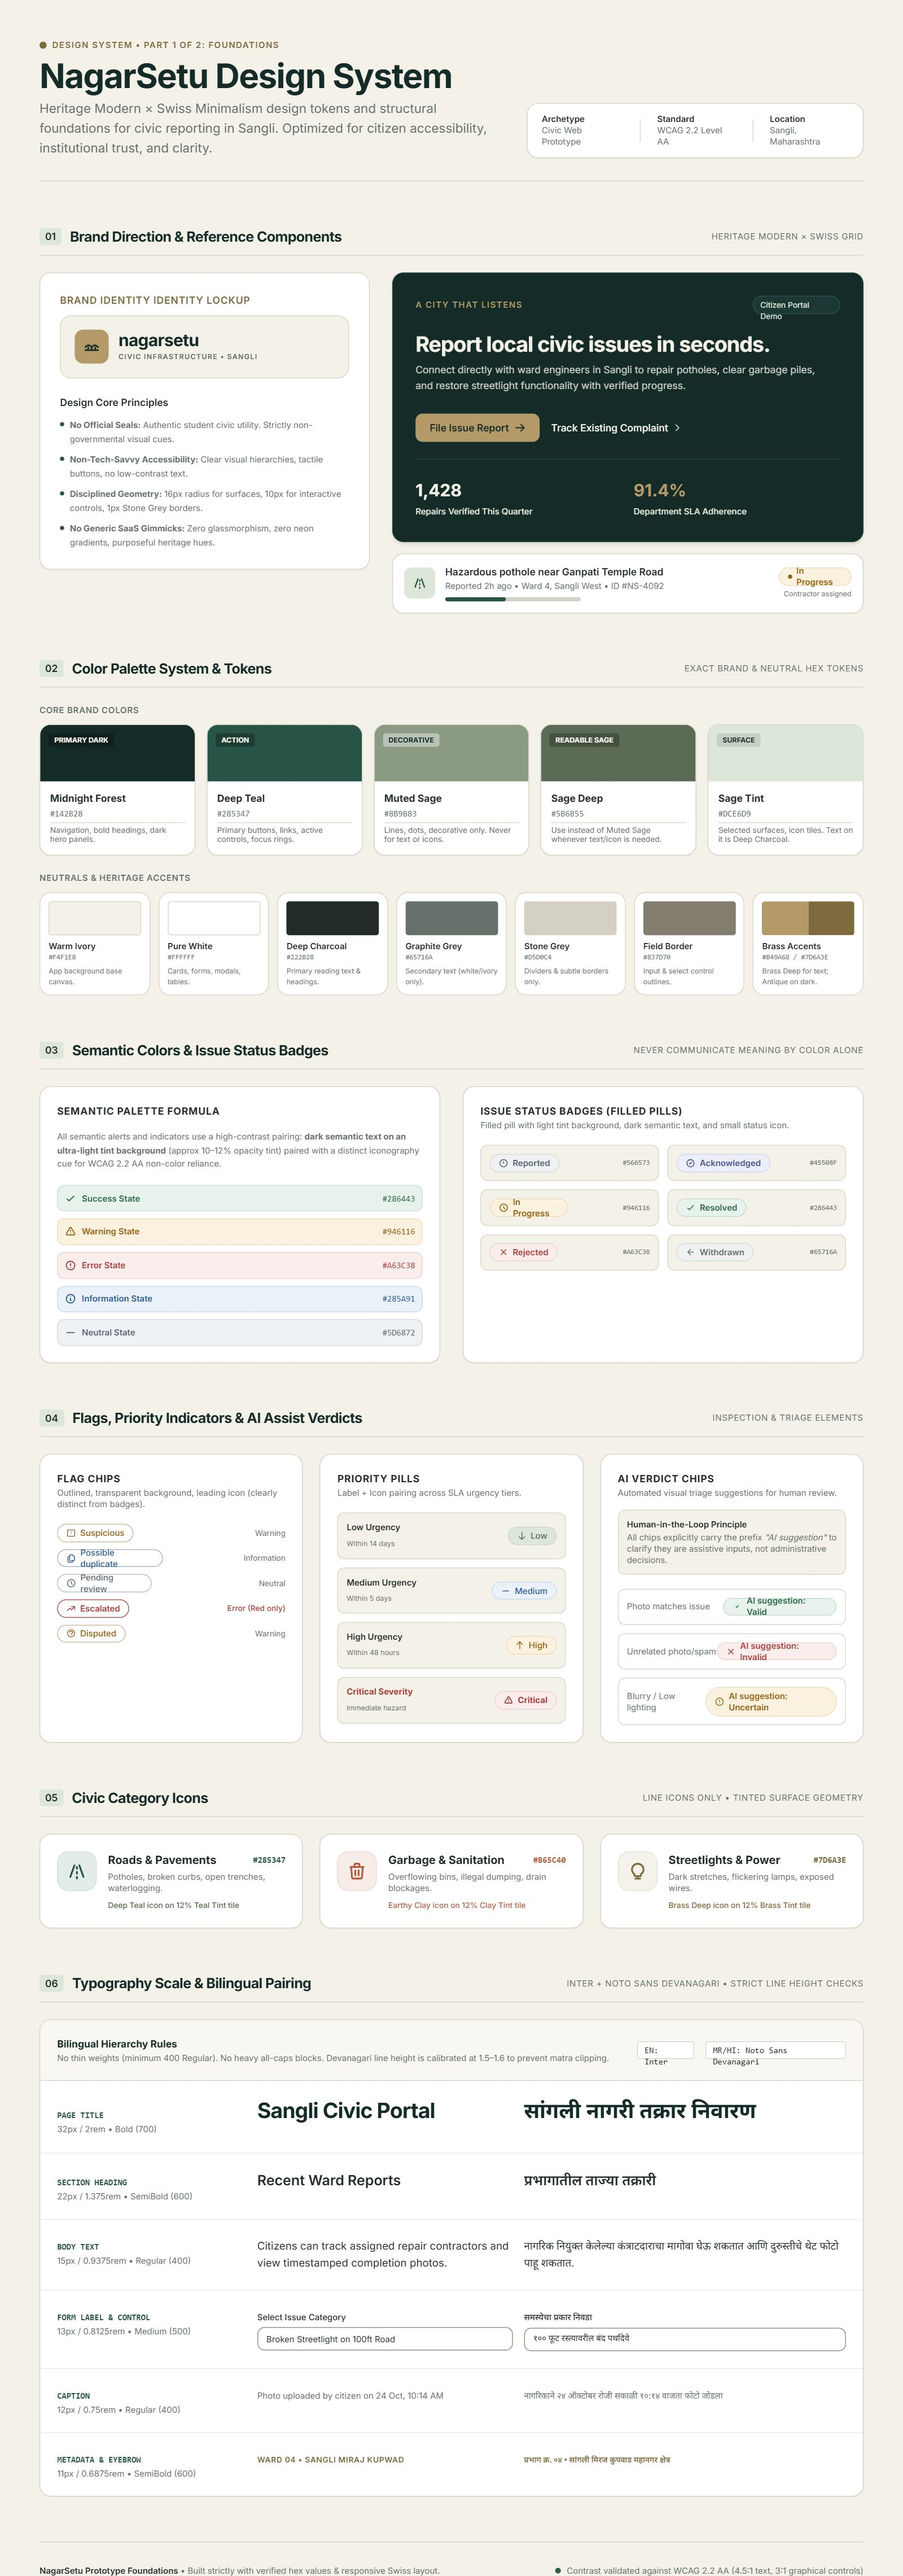 DESIGN SYSTEM • PART 1 OF 2: FOUNDATIONS
NagarSetu Design System
Heritage Modern × Swiss Minimalism design tokens and structural
foundations for civic reporting in Sangli. Optimized for citizen accessibility,
institutional trust, and clarity.
Archetype
Civic Web
Prototype
Standard
WCAG 2.2 Level
AA
Location
Sangli,
Maharashtra
01 Brand Direction & Reference Components
HERITAGE MODERN × SWISS GRID
BRAND IDENTITY IDENTITY LOCKUP
nagarsetu
CIVIC INFRASTRUCTURE • SANGLI
Design Core Principles
No Official Seals: Authentic student civic utility. Strictly non-
governmental visual cues.
Non-Tech-Savvy Accessibility: Clear visual hierarchies, tactile
buttons, no low-contrast text.
Disciplined Geometry: 16px radius for surfaces, 10px for interactive
controls, 1px Stone Grey borders.
No Generic SaaS Gimmicks: Zero glassmorphism, zero neon
gradients, purposeful heritage hues.
A CITY THAT LISTENS
Citizen Portal
Demo
Report local civic issues in seconds.
Connect directly with ward engineers in Sangli to repair potholes, clear garbage piles,
and restore streetlight functionality with verified progress.
File Issue Report →
Track Existing Complaint >
1,428
Repairs Verified This Quarter
91.4%
Department SLA Adherence
Hazardous pothole near Ganpati Temple Road
Reported 2h ago • Ward 4, Sangli West • ID #NS-4092
In
Progress
Contractor assigned
02 Color Palette System & Tokens
EXACT BRAND & NEUTRAL HEX TOKENS
CORE BRAND COLORS
PRIMARY DARK
Midnight Forest
#142B28
Navigation, bold headings, dark
hero panels.
ACTION
Deep Teal
#285347
Primary buttons, links, active
controls, focus rings.
DECORATIVE
Muted Sage
#8B9B83
Lines, dots, decorative only. Never
for text or icons.
READABLE SAGE
Sage Deep
#5B6B55
Use instead of Muted Sage
whenever text/icon is needed.
SURFACE
Sage Tint
#DCE6D9
Selected surfaces, icon tiles. Text on
it is Deep Charcoal.
NEUTRALS & HERITAGE ACCENTS
Warm Ivory
#F4F1E8
App background base
canvas.
Pure White
#FFFFFF
Cards, forms, modals,
tables.
Deep Charcoal
#222B28
Primary reading text &
headings.
Graphite Grey
#65716A
Secondary text (white/ivory
only).
Stone Grey
#D5D0C4
Dividers & subtle borders
only.
Field Border
#837D70
Input & select control
outlines.
Brass Accents
#B49A68 / #7D6A3E
Brass Deep for text;
Antique on dark.
03 Semantic Colors & Issue Status Badges
NEVER COMMUNICATE MEANING BY COLOR ALONE
SEMANTIC PALETTE FORMULA
All semantic alerts and indicators use a high-contrast pairing: dark semantic text on an
ultra-light tint background (approx 10–12% opacity tint) paired with a distinct iconography
cue for WCAG 2.2 AA non-color reliance.
Success State #286443
Warning State #946116
Error State #A63C38
Information State #285A91
Neutral State #5D6872
ISSUE STATUS BADGES (FILLED PILLS)
Filled pill with light tint background, dark semantic text, and small status icon.
Reported #566573
Acknowledged #45508F
In
Progress
#946116
Resolved #286443
Rejected #A63C38
Withdrawn #65716A
04 Flags, Priority Indicators & AI Assist Verdicts
INSPECTION & TRIAGE ELEMENTS
FLAG CHIPS
Outlined, transparent background, leading icon (clearly
distinct from badges).
Suspicious Warning
Possible
duplicate
Information
Pending
review
Neutral
Escalated Error (Red only)
Disputed Warning
PRIORITY PILLS
Label + Icon pairing across SLA urgency tiers.
Low Urgency
Within 14 days
↓ Low
Medium Urgency
Within 5 days
— Medium
High Urgency
Within 48 hours
↑ High
Critical Severity
Immediate hazard
Critical
AI VERDICT CHIPS
Automated visual triage suggestions for human review.
Human-in-the-Loop Principle
All chips explicitly carry the prefix "AI suggestion" to
clarify they are assistive inputs, not administrative
decisions.
Photo matches issue
AI suggestion:
Valid
Unrelated photo/spam
AI suggestion:
Invalid
Blurry / Low
lighting
AI suggestion:
Uncertain
05 Civic Category Icons
LINE ICONS ONLY • TINTED SURFACE GEOMETRY
Roads & Pavements #285347
Potholes, broken curbs, open trenches,
waterlogging.
Deep Teal icon on 12% Teal Tint tile
Garbage & Sanitation #B65C40
Overflowing bins, illegal dumping, drain
blockages.
Earthy Clay icon on 12% Clay Tint tile
Streetlights & Power #7D6A3E
Dark stretches, flickering lamps, exposed
wires.
Brass Deep icon on 12% Brass Tint tile
06 Typography Scale & Bilingual Pairing
INTER + NOTO SANS DEVANAGARI • STRICT LINE HEIGHT CHECKS
Bilingual Hierarchy Rules
No thin weights (minimum 400 Regular). No heavy all-caps blocks. Devanagari line height is calibrated at 1.5–1.6 to prevent matra clipping.
EN:
Inter
MR/HI: Noto Sans
Devanagari
PAGE TITLE
32px / 2rem • Bold (700)
Sangli Civic Portal
सांगली नागरी तक्रार निवारण
SECTION HEADING
22px / 1.375rem • SemiBold (600)
Recent Ward Reports
प्रभागातील ताज्या तक्रारी
BODY TEXT
15px / 0.9375rem • Regular (400)
Citizens can track assigned repair contractors and
view timestamped completion photos.
नागरिक नियुक्त केलेल्या कंत्राटदाराचा मागोवा घेऊ शकतात आणि दुरुस्तीचे थेट फोटो
पाहू शकतात.
FORM LABEL & CONTROL
13px / 0.8125rem • Medium (500)
Select Issue Category
Broken Streetlight on 100ft Road
समस्येचा प्रकार निवडा
१०० फूट रस्त्यावरील बंद पथदिवे
CAPTION
12px / 0.75rem • Regular (400)
Photo uploaded by citizen on 24 Oct, 10:14 AM
नागरिकाने २४ ऑक्टोबर रोजी सकाळी १०:१४ वाजता फोटो जोडला
METADATA & EYEBROW
11px / 0.6875rem • SemiBold (600)
WARD 04 • SANGLI MIRAJ KUPWAD
प्रभाग क्र. ०४ • सांगली मिरज कुपवाड महानगर क्षेत्र
NagarSetu Prototype Foundations • Built strictly with verified hex values & responsive Swiss layout.
Contrast validated against WCAG 2.2 AA (4.5:1 text, 3:1 graphical controls)